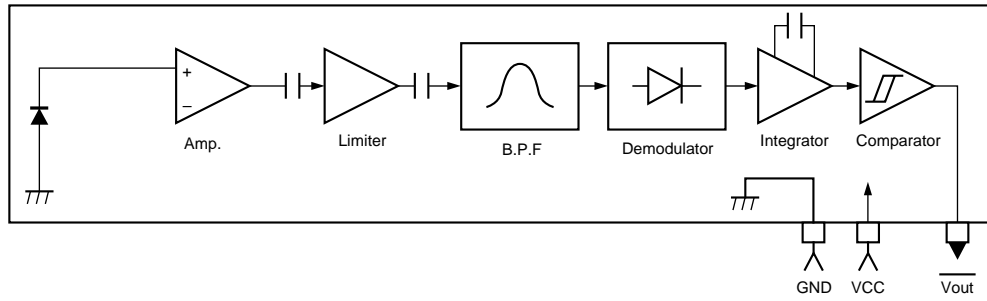 +
−
Amp.
Limiter
B.P.F
Demodulator
Integrator
Comparator
GND
VCC
Vout